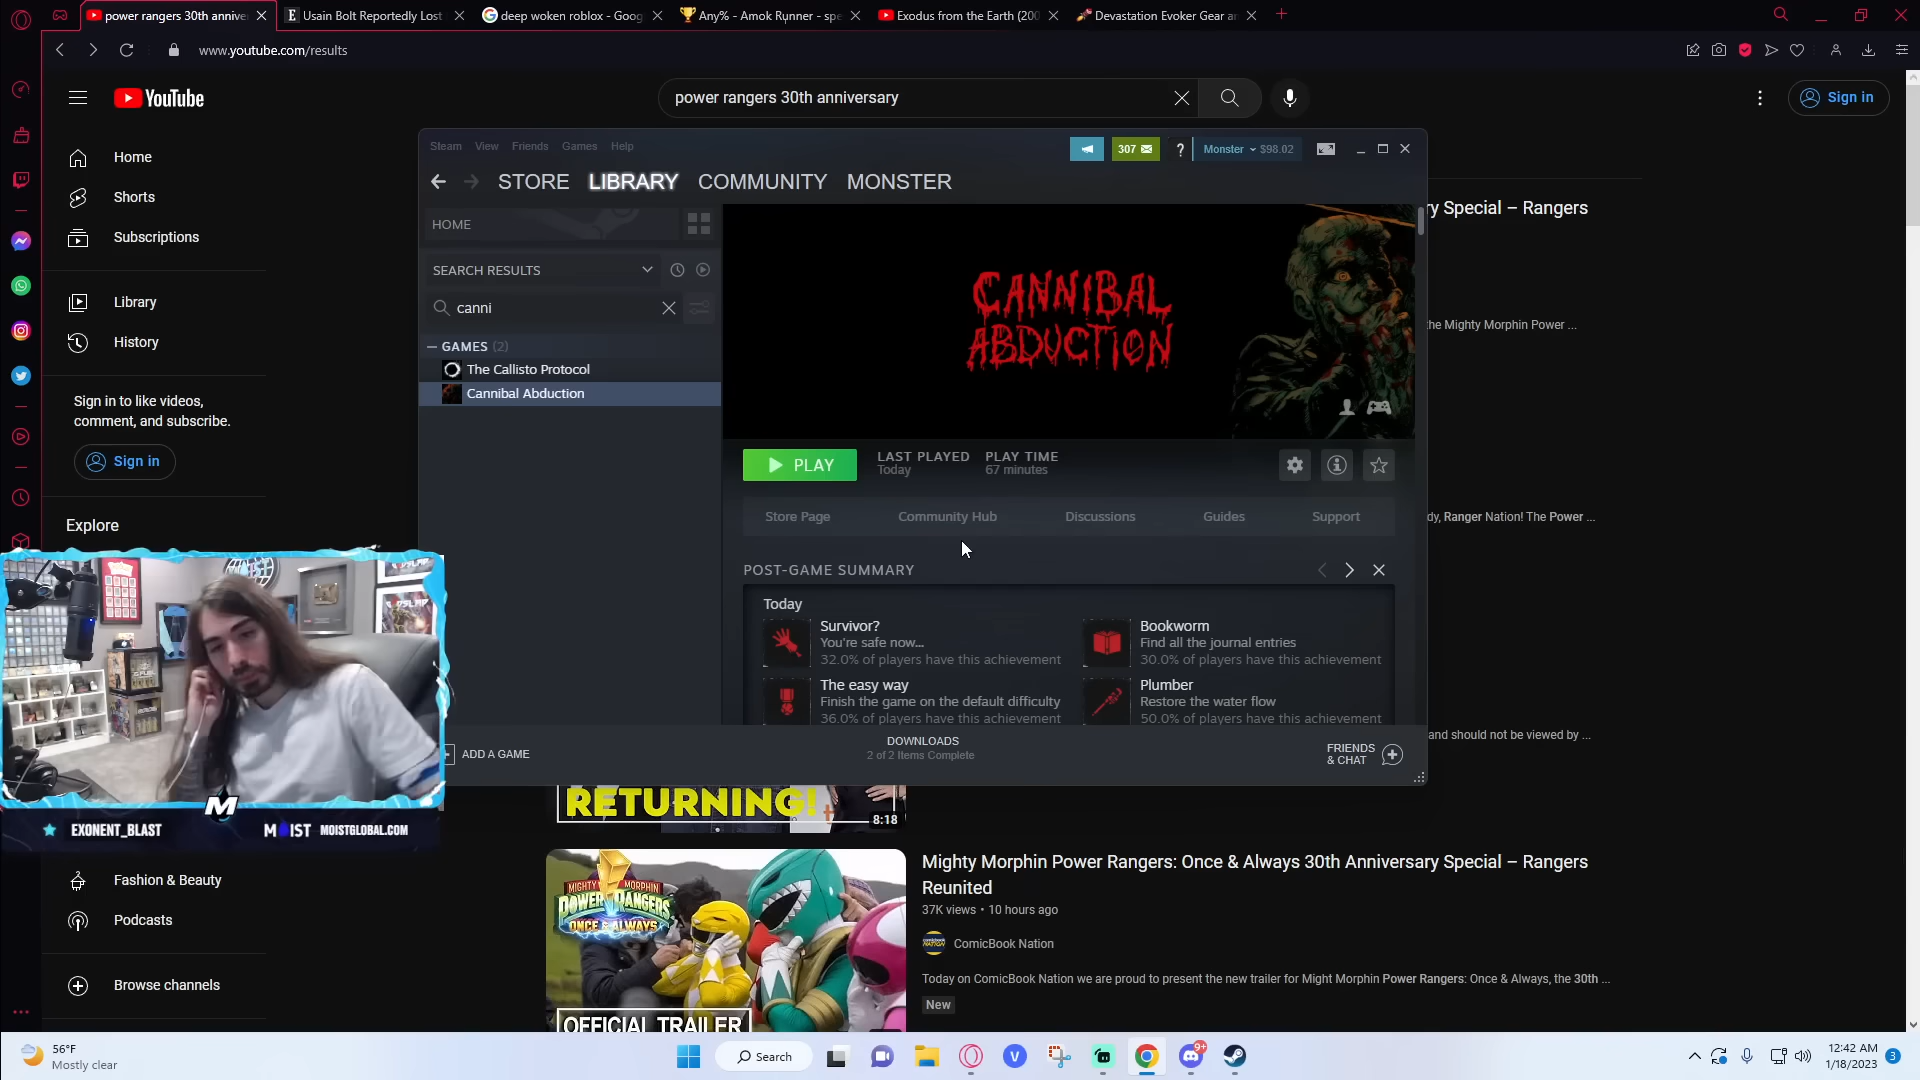 power rangers 30th annive
Usain Bolt Reportedly Lost
deep woken roblox - Goog
Any% - Amok Runner - spe
Exodus from the Earth (200
Devastation Evoker Gear an
www.youtube.com/results
YouTube
power rangers 30th anniversary
Sign in
Home
Shorts
Subscriptions
Library
History
Sign in to like videos,
comment, and subscribe.
Sign in
Explore
Fashion & Beauty
Podcasts
Browse channels
Steam View Friends Games Help
307
?
Monster $98.02
STORE LIBRARY COMMUNITY MONSTER
HOME
SEARCH RESULTS
canni
GAMES (2)
The Callisto Protocol
Cannibal Abduction
CANNIBAL
ABDUCTION
PLAY
LAST PLAYED
Today
PLAY TIME
67 minutes
Store Page
Community Hub
Discussions
Guides
Support
POST-GAME SUMMARY
Today
Survivor?
You're safe now...
32.0% of players have this achievement
Bookworm
Find all the journal entries
30.0% of players have this achievement
The easy way
Finish the game on the default difficulty
36.0% of players have this achievement
Plumber
Restore the water flow
50.0% of players have this achievement
ADD A GAME
DOWNLOADS
2 of 2 Items Complete
FRIENDS
& CHAT
ry Special – Rangers
the Mighty Morphin Power ...
dy, Ranger Nation! The Power ...
and should not be viewed by ...
RETURNING!
8:18
MIGHTY MORPHIN
POWER RANGERS
ONCE & ALWAYS
OFFICIAL TRAILER
Mighty Morphin Power Rangers: Once & Always 30th Anniversary Special – Rangers
Reunited
37K views • 10 hours ago
ComicBook Nation
Today on ComicBook Nation we are proud to present the new trailer for Might Morphin Power Rangers: Once & Always, the 30th ...
New
M
EXONENT_BLAST
MOIST
MOISTGLOBAL.COM
56°F
Mostly clear
Search
V
9+
12:42 AM
1/18/2023
3